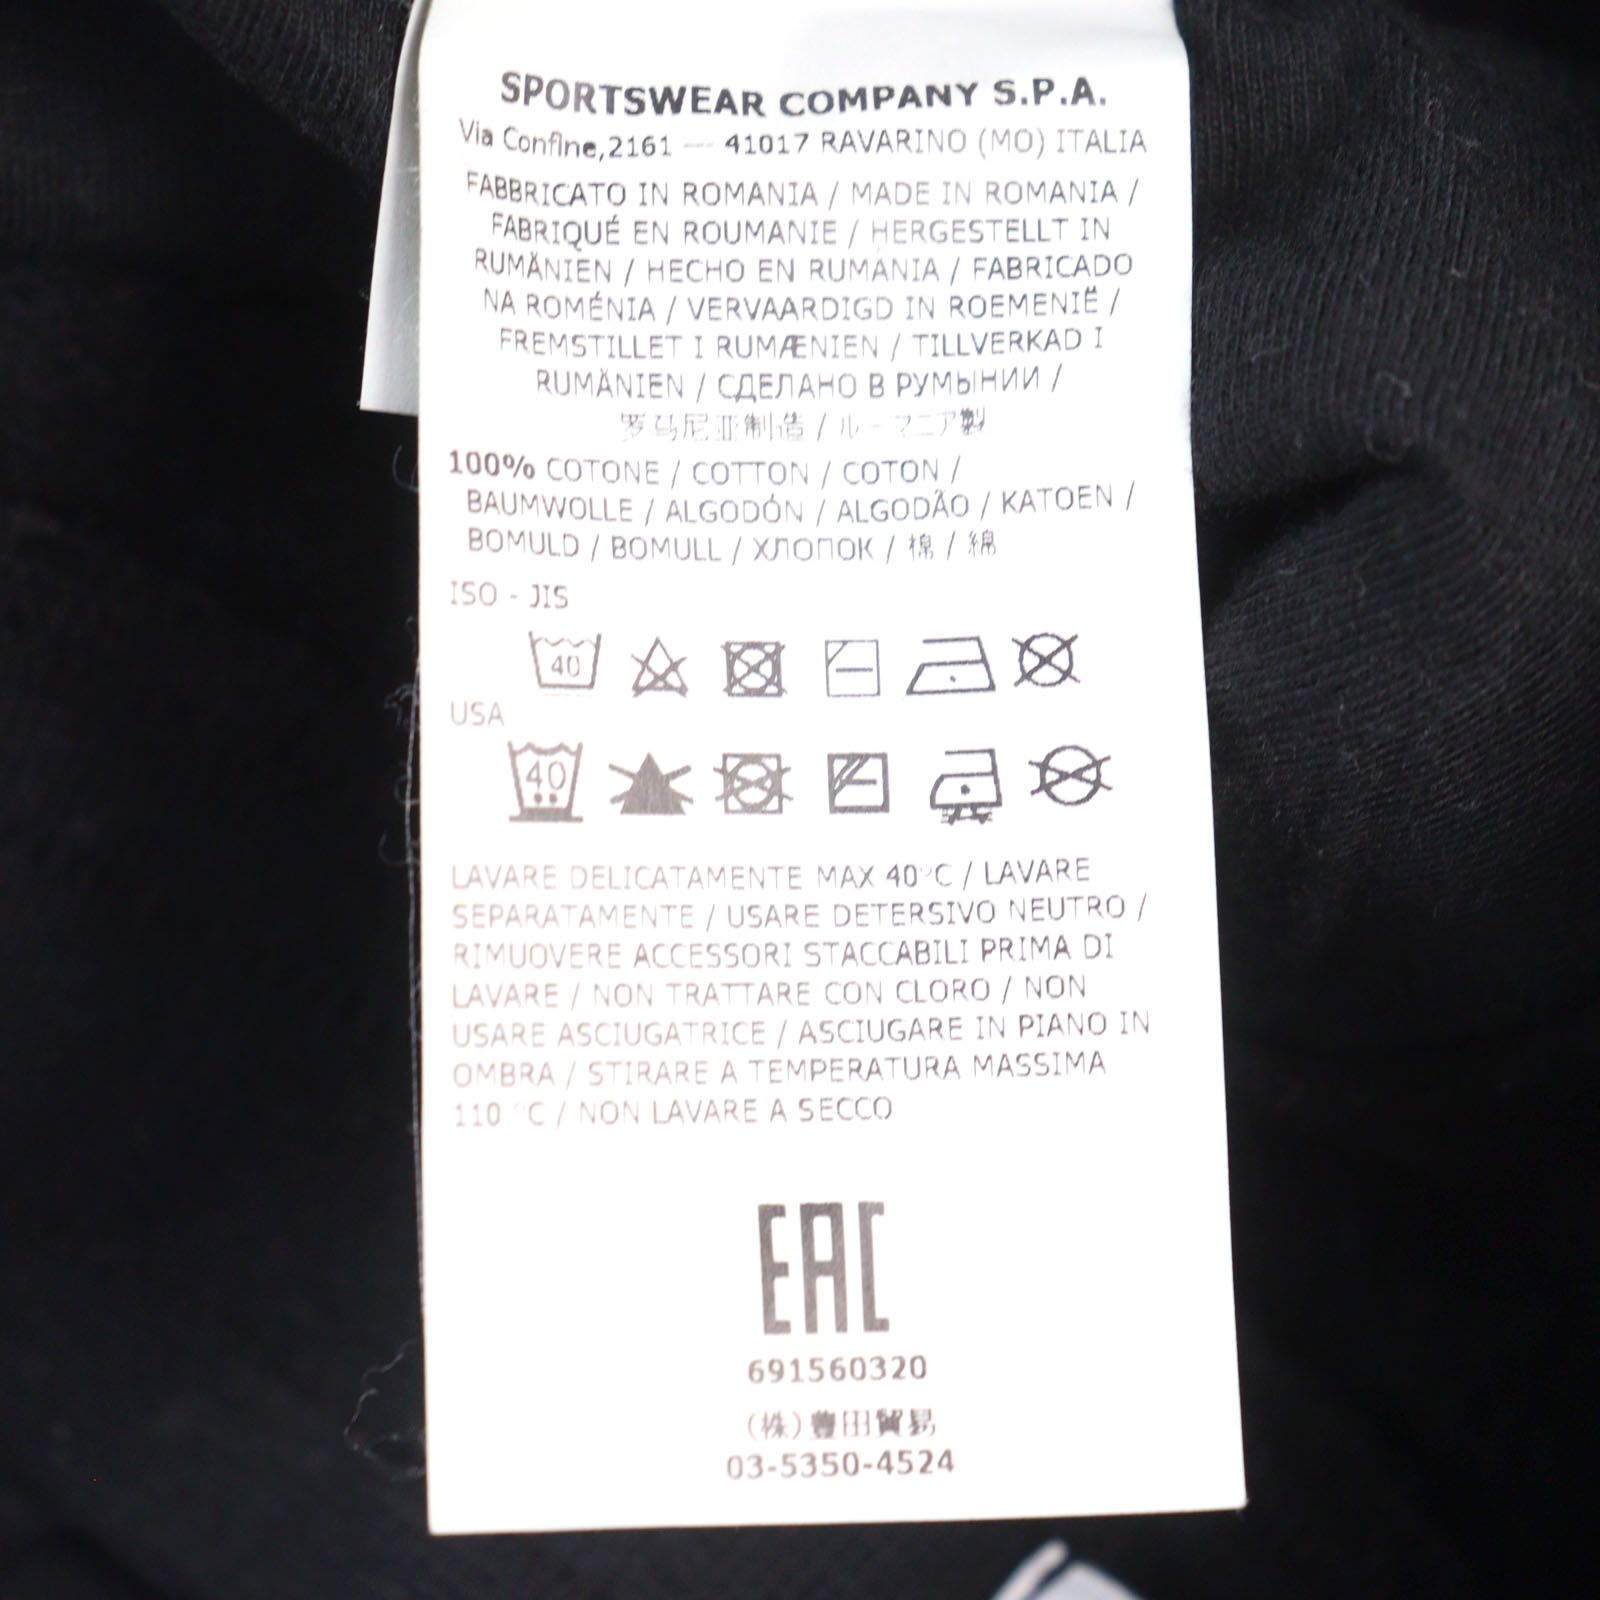 SPORTSWEAR COMPANY S.P.A.
Via Confine,2161 — 41017 RAVARINO (MO) ITALIA
FABBRICATO IN ROMANIA / MADE IN ROMANIA /
FABRIQUÉ EN ROUMANIE / HERGESTELLT IN
RUMÄNIEN / HECHO EN RUMANIA / FABRICADO
NA ROMÉNIA / VERVAARDIGD IN ROEMENIË /
FREMSTILLET I RUMÆNIEN / TILLVERKAD I
RUMÄNIEN / СДЕЛАНО В РУМЫНИИ /
罗马尼亚制造 / ルーマニア製
100% COTONE / COTTON / COTON /
BAUMWOLLE / ALGODÓN / ALGODÃO / KATOEN /
BOMULD / BOMULL / ХЛОПОК / 棉 / 綿
ISO - JIS
40
USA
40
LAVARE DELICATAMENTE MAX 40°C / LAVARE
SEPARATAMENTE / USARE DETERSIVO NEUTRO /
RIMUOVERE ACCESSORI STACCABILI PRIMA DI
LAVARE / NON TRATTARE CON CLORO / NON
USARE ASCIUGATRICE / ASCIUGARE IN PIANO IN
OMBRA / STIRARE A TEMPERATURA MASSIMA
110 °C / NON LAVARE A SECCO
EAC
691560320
(株)豊田貿易
03-5350-4524